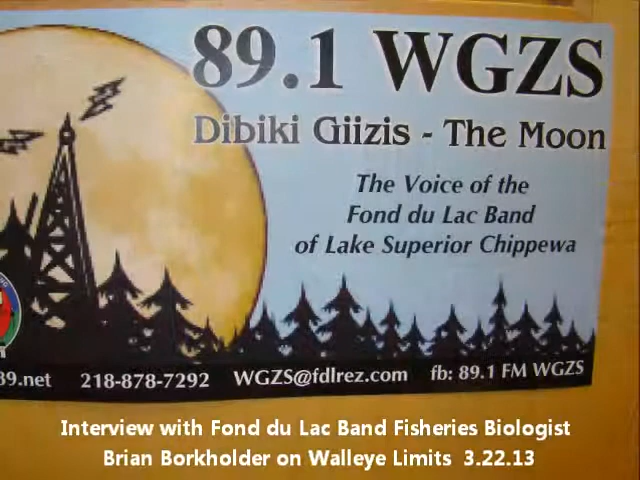 89.1 WGZS
Dibiki Giizis - The Moon
The Voice of the
Fond du Lac Band
of Lake Superior Chippewa
89.net 218-878-7292 WGZS@fdlrez.com fb: 89.1 FM WGZS
Interview with Fond du Lac Band Fisheries Biologist
Brian Borkholder on Walleye Limits 3.22.13